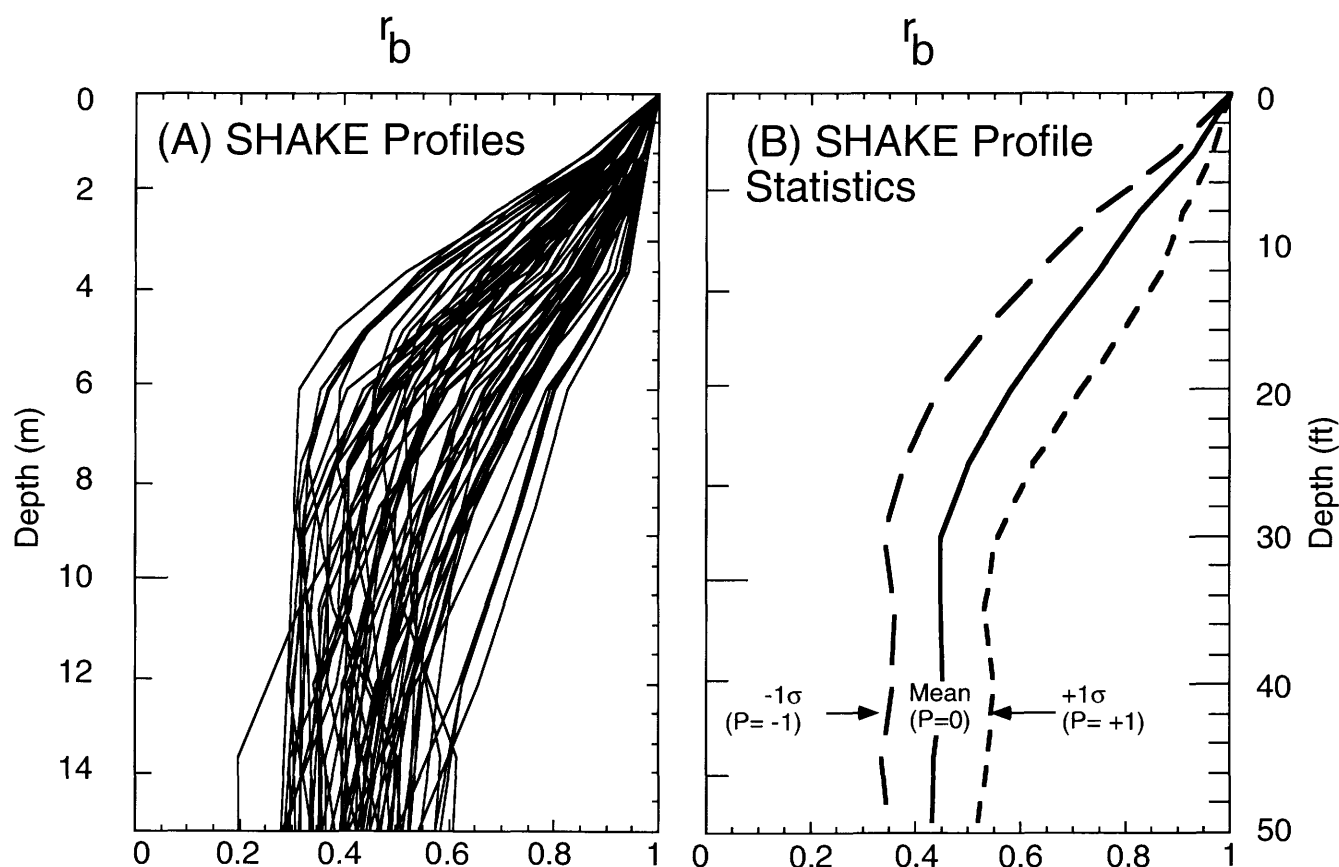 r_b
r_b
(A) SHAKE Profiles
(B) SHAKE Profile
Statistics
0
2
4
6
8
10
12
14
Depth (m)
0
10
20
30
40
50
Depth (ft)
-1σ
(P= -1)
Mean
(P=0)
+1σ
(P= +1)
0 0.2 0.4 0.6 0.8 1
0 0.2 0.4 0.6 0.8 1